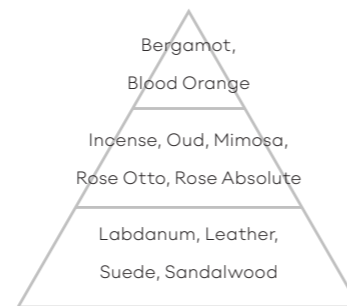 Bergamot,
Blood Orange
Incense, Oud, Mimosa,
Rose Otto, Rose Absolute
Labdanum, Leather,
Suede, Sandalwood